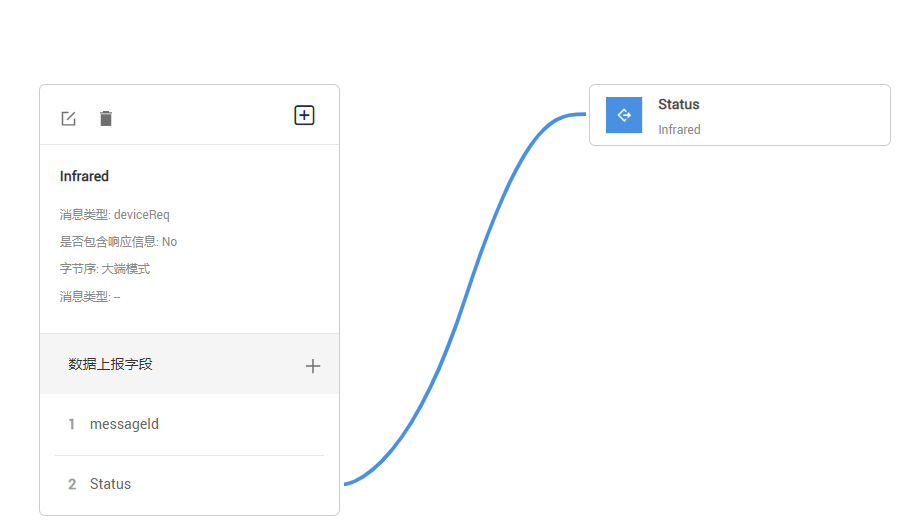 Infrared
消息类型: deviceReq
是否包含响应信息: No
字节序: 大端模式
消息类型: --
数据上报字段
1 messageId
2 Status
Status
Infrared